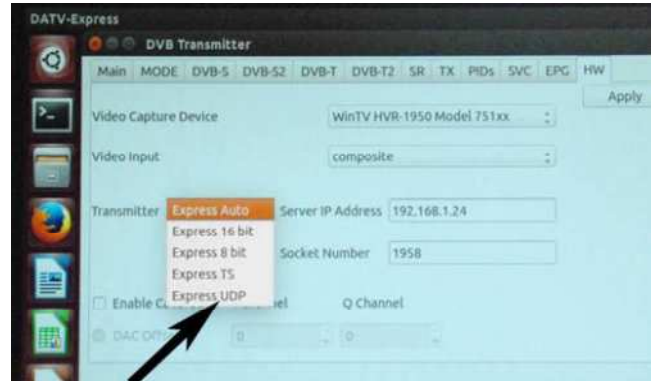 DATV-Express
DVB Transmitter
Main MODE DVB-S DVB-S2 DVB-T DVB-T2 SR TX PIDs SVC EPG HW
Apply
Video Capture Device WinTV HVR-1950 Model 751xx
Video Input composite
Transmitter Express Auto Server IP Address 192.168.1.24
Express 16 bit
Express 8 bit Socket Number 1958
Express TS
Express UDP
Enable Q Channel
DAC 0 0